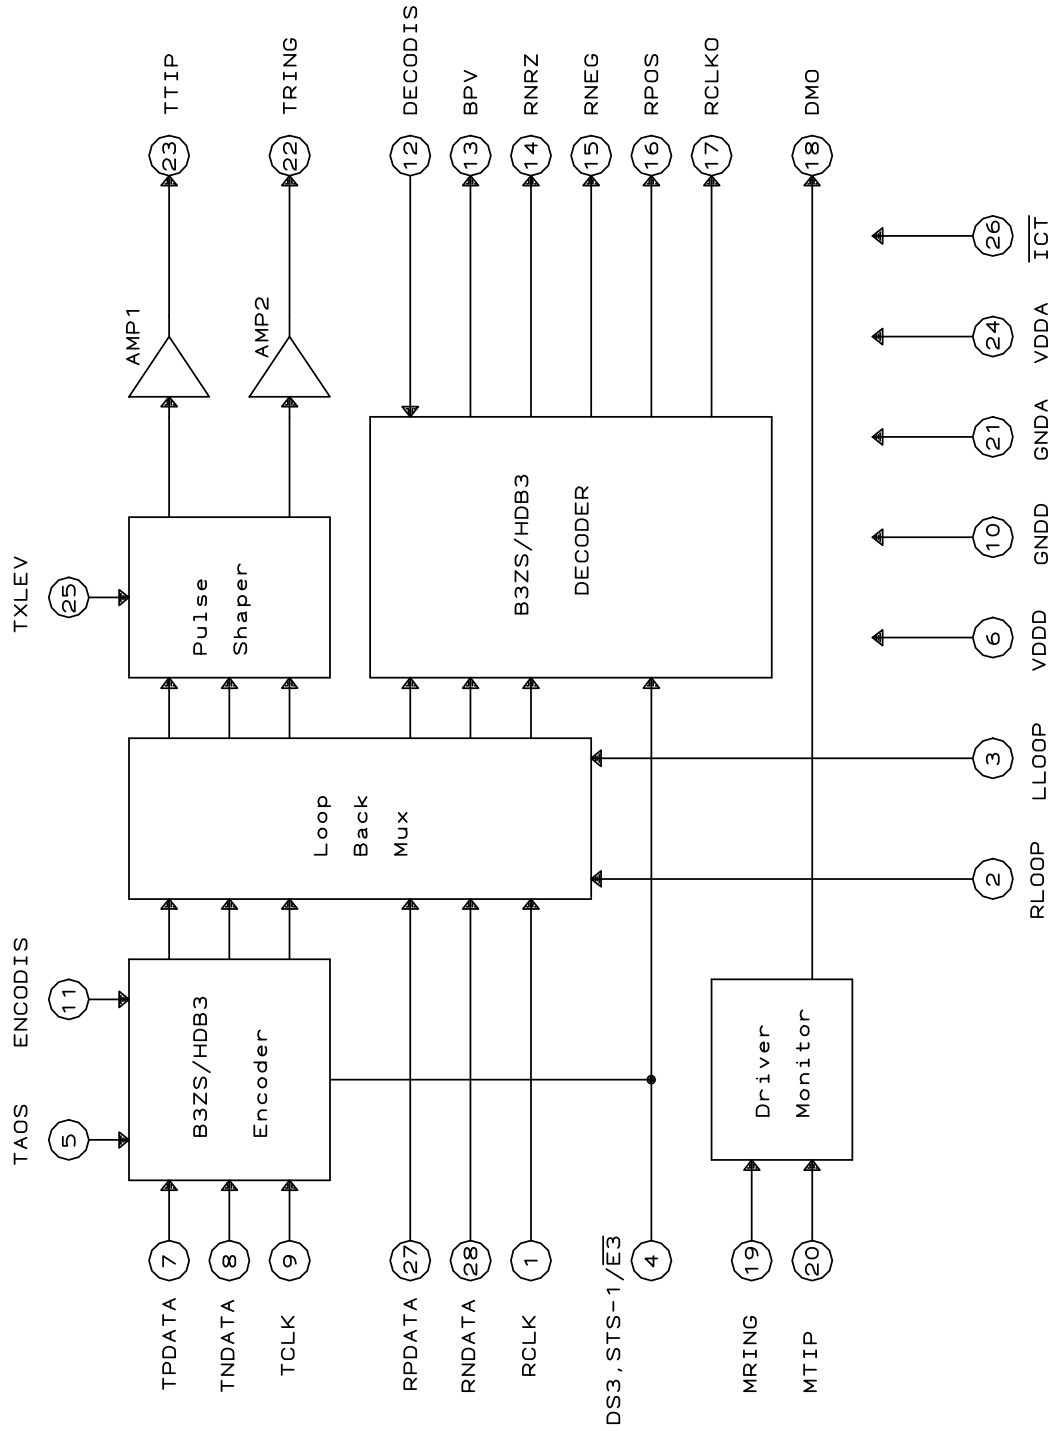 TAOS
5
ENCODIS
11
TXLEV
25
TPDATA
7
TNDATA
8
TCLK
9
B3ZS/HDB3
Encoder
Loop
Back
Mux
Pulse
Shaper
AMP1
AMP2
23
TTIP
22
TRING
RPDATA
27
RNDATA
28
RCLK
1
DS3,STS-1/E3
4
B3ZS/HDB3
DECODER
12
DECODIS
13
BPV
14
RNRZ
15
RNEG
16
RPOS
17
RCLKO
MRING
19
MTIP
20
Driver
Monitor
18
DMO
2
RLOOP
3
LLOOP
6
VDDD
10
GNDD
21
GNDA
24
VDDA
26
ICT